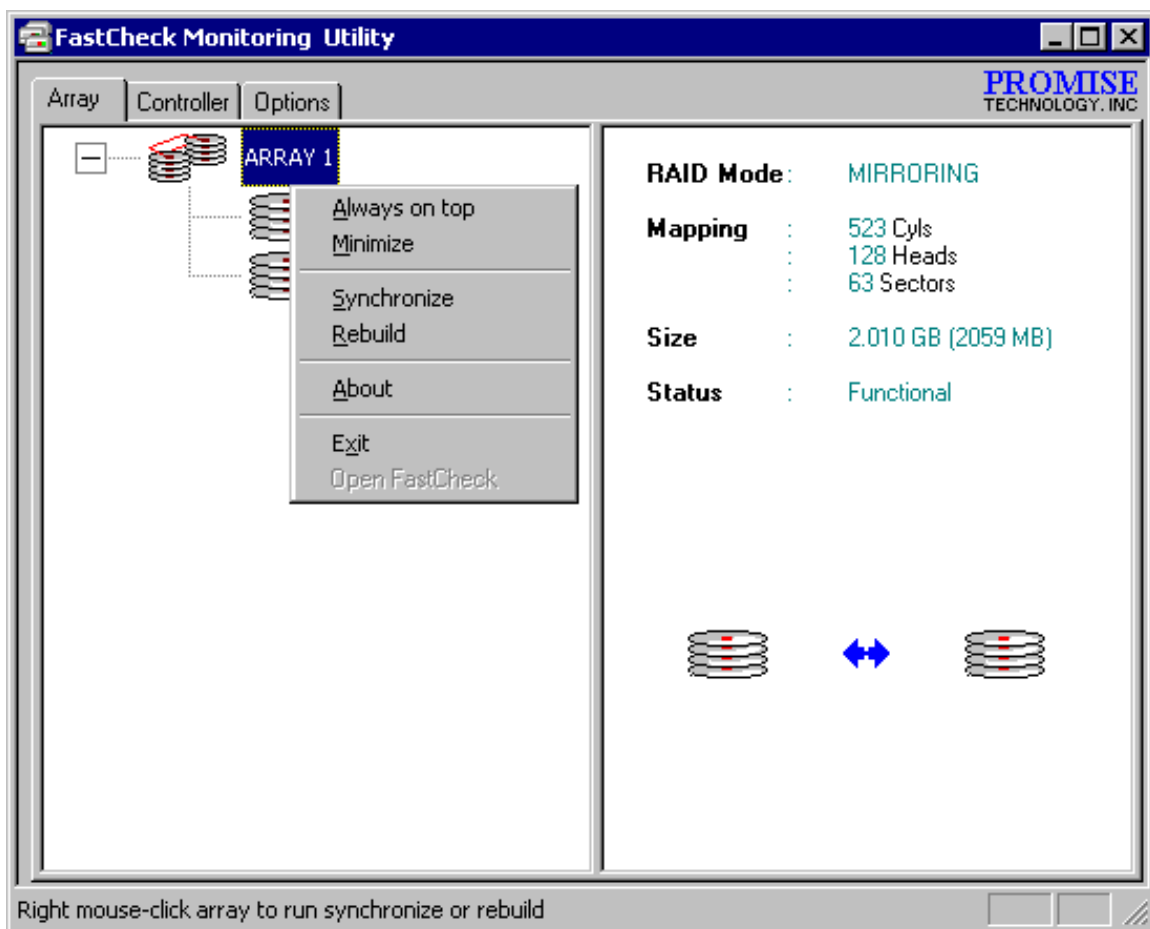 FastCheck Monitoring Utility
Array Controller Options
PROMISE
TECHNOLOGY, INC
ARRAY 1
Always on top
Minimize
Synchronize
Rebuild
About
Exit
Open FastCheck
RAID Mode : MIRRORING
Mapping : 523 Cyls
: 128 Heads
: 63 Sectors
Size : 2.010 GB (2059 MB)
Status : Functional
Right mouse-click array to run synchronize or rebuild